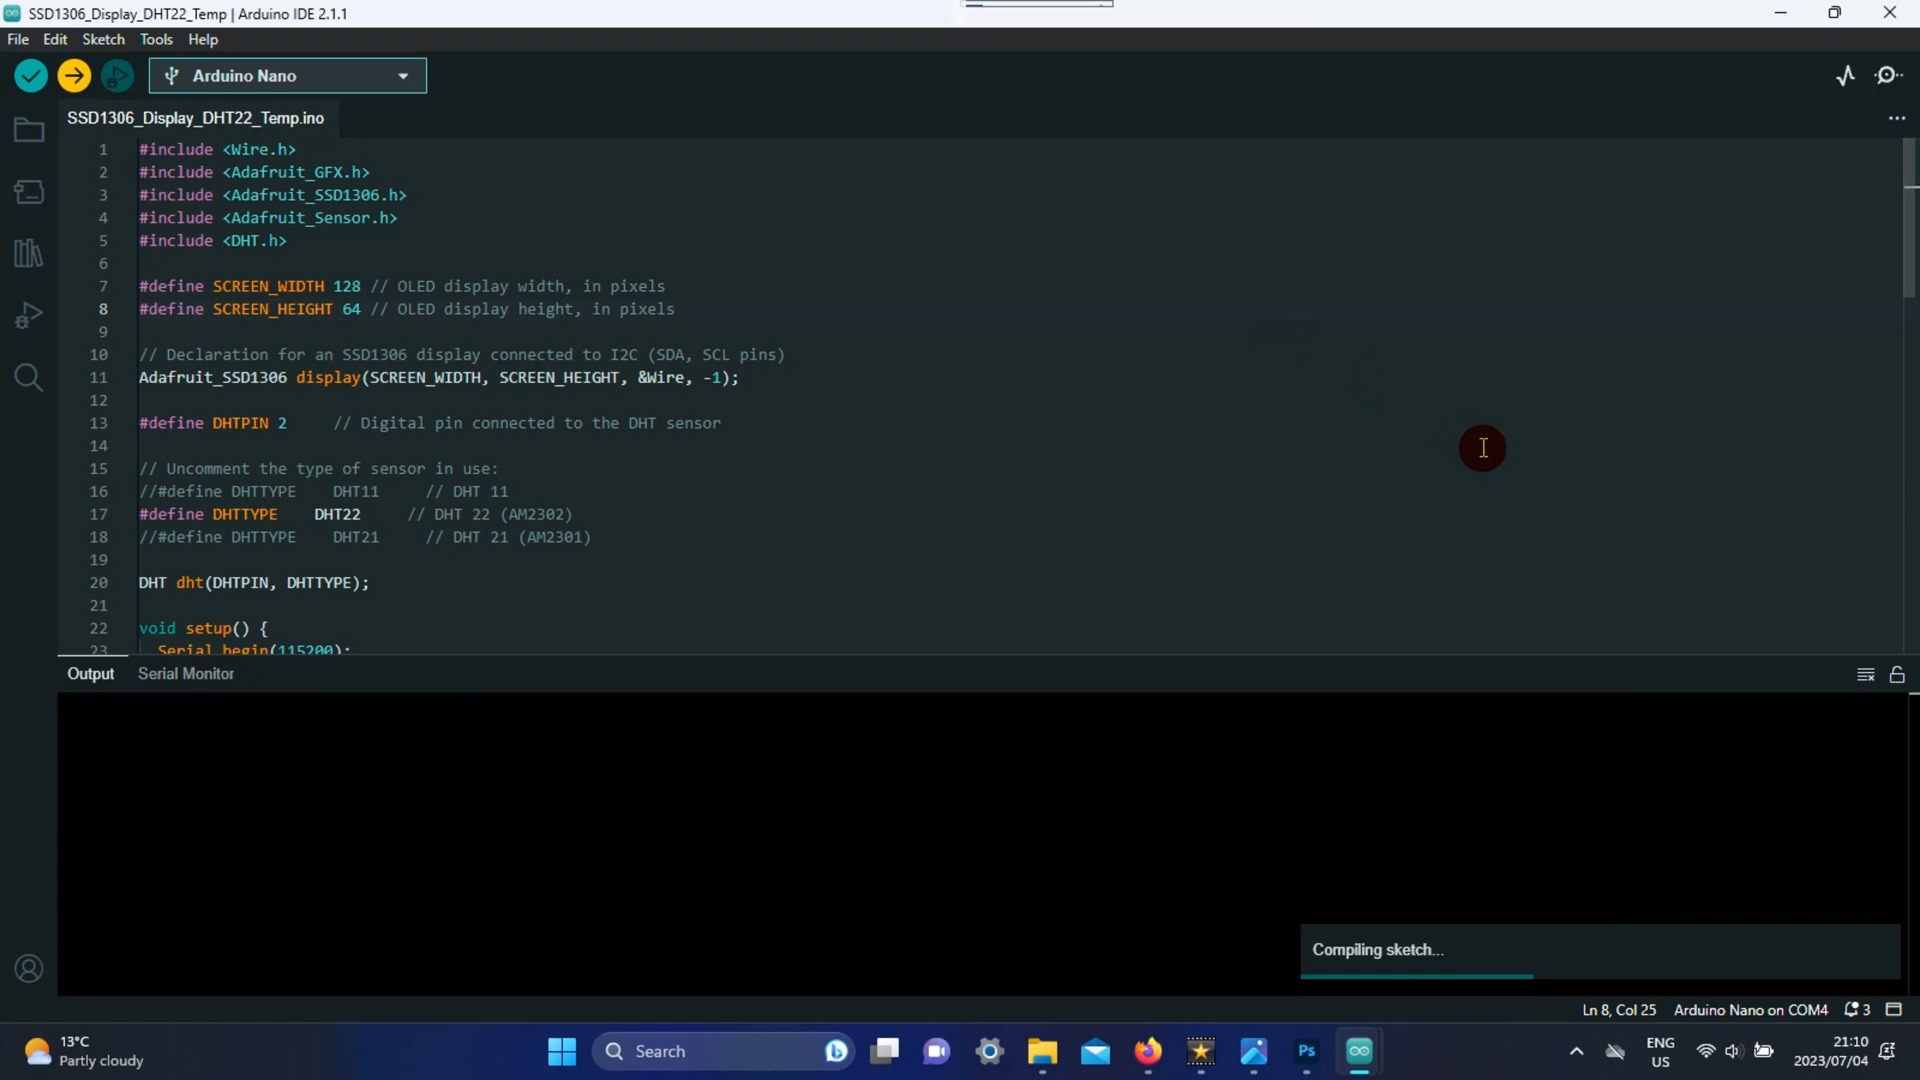 SSD1306_Display_DHT22_Temp | Arduino IDE 2.1.1
File Edit Sketch Tools Help
Arduino Nano
SSD1306_Display_DHT22_Temp.ino
1 #include <Wire.h>
2 #include <Adafruit_GFX.h>
3 #include <Adafruit_SSD1306.h>
4 #include <Adafruit_Sensor.h>
5 #include <DHT.h>
6
7 #define SCREEN_WIDTH 128 // OLED display width, in pixels
8 #define SCREEN_HEIGHT 64 // OLED display height, in pixels
9
10 // Declaration for an SSD1306 display connected to I2C (SDA, SCL pins)
11 Adafruit_SSD1306 display(SCREEN_WIDTH, SCREEN_HEIGHT, &Wire, -1);
12
13 #define DHTPIN 2 // Digital pin connected to the DHT sensor
14
15 // Uncomment the type of sensor in use:
16 //#define DHTTYPE DHT11 // DHT 11
17 #define DHTTYPE DHT22 // DHT 22 (AM2302)
18 //#define DHTTYPE DHT21 // DHT 21 (AM2301)
19
20 DHT dht(DHTPIN, DHTTYPE);
21
22 void setup() {
23 Serial.begin(115200);
Output Serial Monitor
Compiling sketch...
Ln 8, Col 25 Arduino Nano on COM4 3
13°C
Partly cloudy
Search
Ps
ENG
US
21:10
2023/07/04